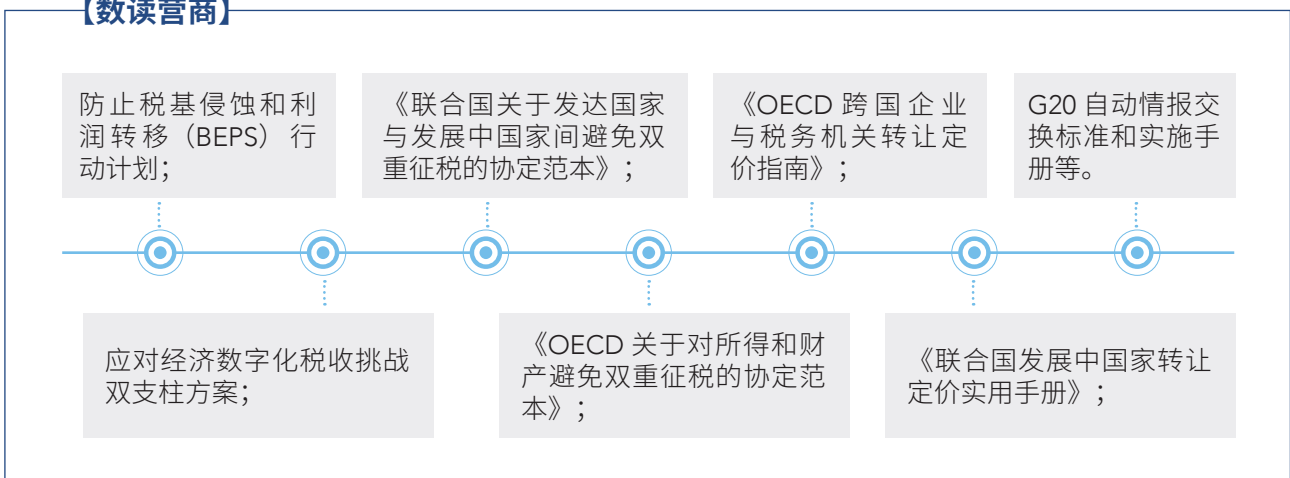 【数读营商】
防止税基侵蚀和利
润转移（BEPS）行
动计划；
《联合国关于发达国家
与发展中国家间避免双
重征税的协定范本》；
《OECD 跨国企业
与税务机关转让定
价指南》；
G20 自动情报交
换标准和实施手
册等。
应对经济数字化税收挑战
双支柱方案；
《OECD 关于对所得和财
产避免双重征税的协定范
本》；
《联合国发展中国家转让
定价实用手册》；